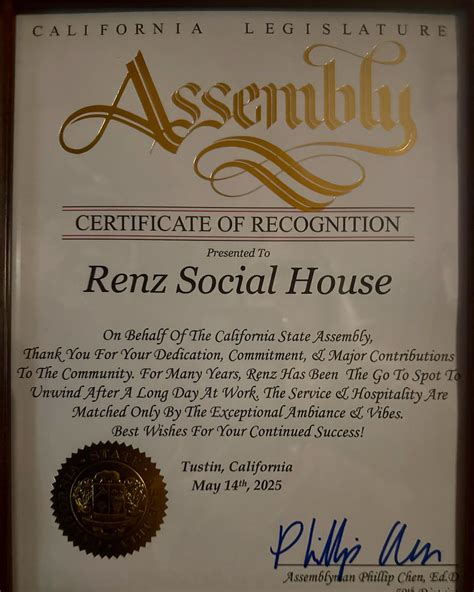 CALIFORNIA LEGISLATURE
Assembly
CERTIFICATE OF RECOGNITION
Presented To
Renz Social House
On Behalf Of The California State Assembly,
Thank You For Your Dedication, Commitment, & Major Contributions
To The Community. For Many Years, Renz Has Been The Go To Spot To
Unwind After A Long Day At Work. The Service & Hospitality Are
Matched Only By The Exceptional Ambiance & Vibes.
Best Wishes For Your Continued Success!
Tustin, California
May 14th, 2025
Phillip Chen
Assemblyman Phillip Chen, Ed.D.